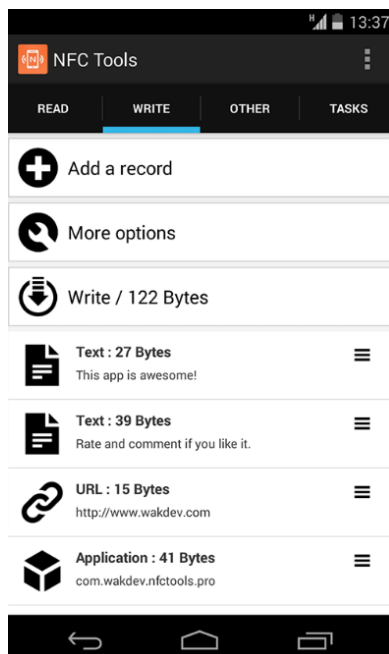 H 13:37
NFC Tools
READ WRITE OTHER TASKS
Add a record
More options
Write / 122 Bytes
Text : 27 Bytes
This app is awesome!
Text : 39 Bytes
Rate and comment if you like it.
URL : 15 Bytes
http://www.wakdev.com
Application : 41 Bytes
com.wakdev.nfctools.pro